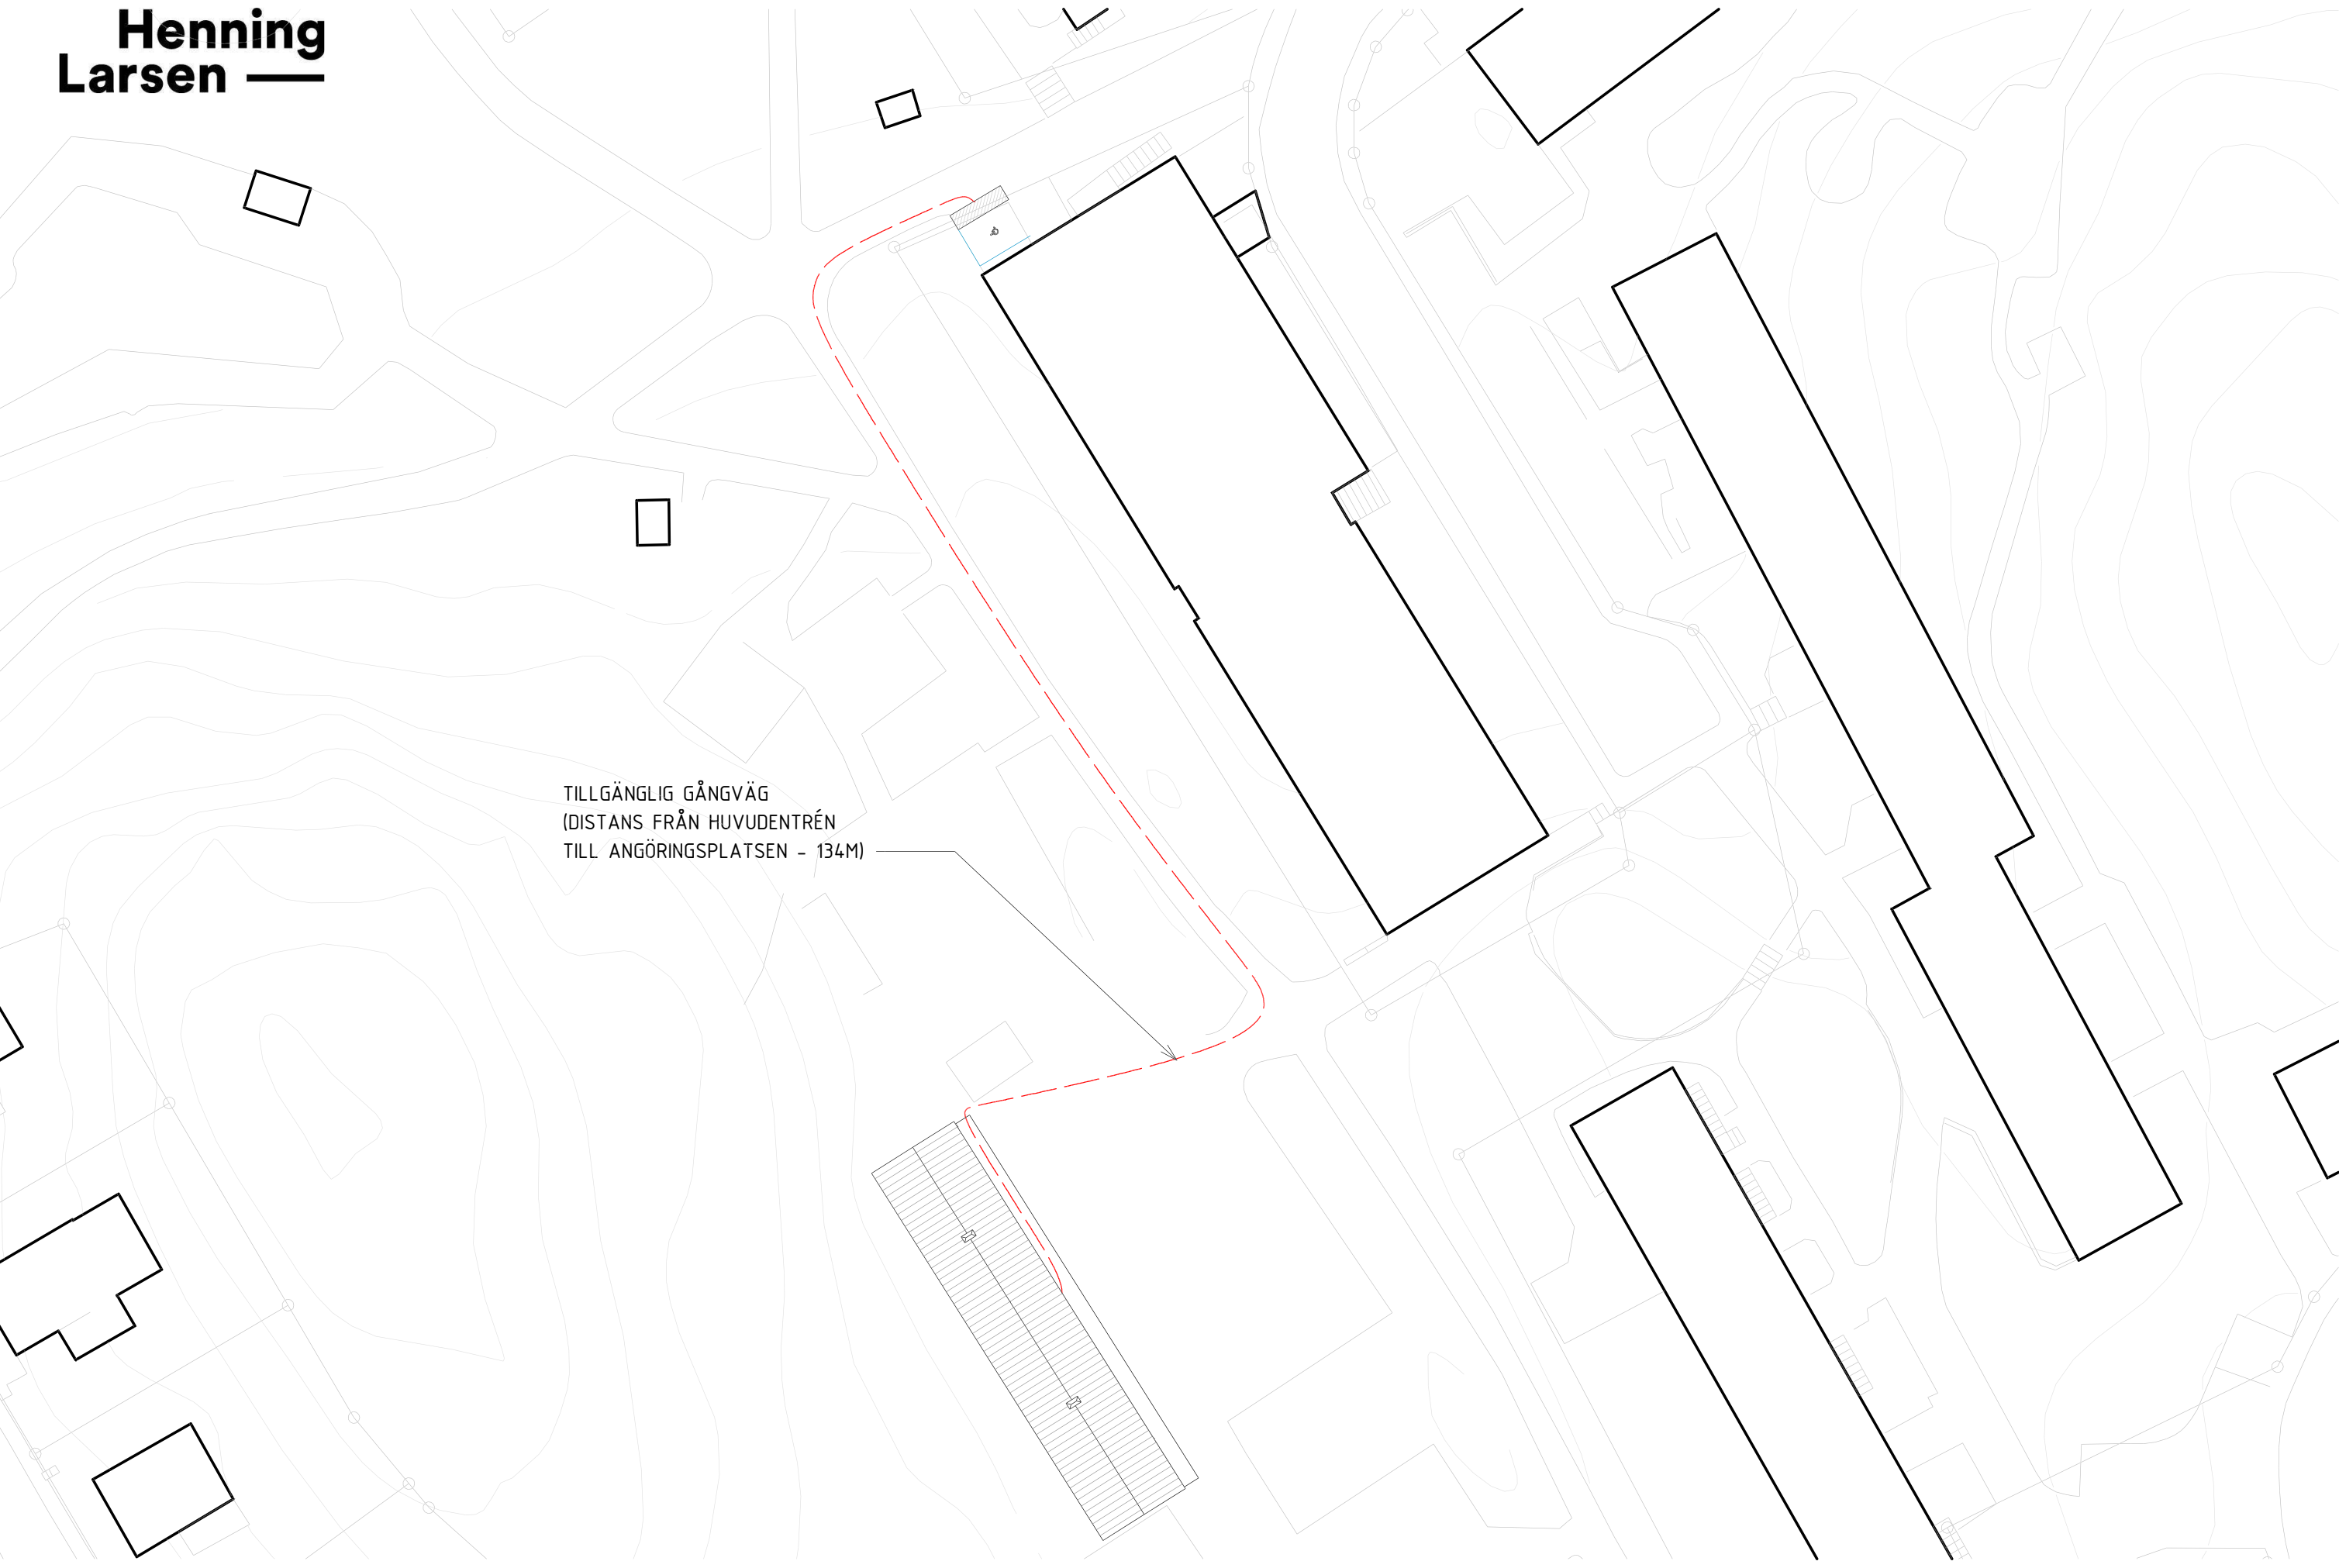 Henning
Larsen
TILLGÄNGLIG GÅNGVÄG
(DISTANS FRÅN HUVUDENTRÉN
TILL ANGÖRINGSPLATSEN - 134M)